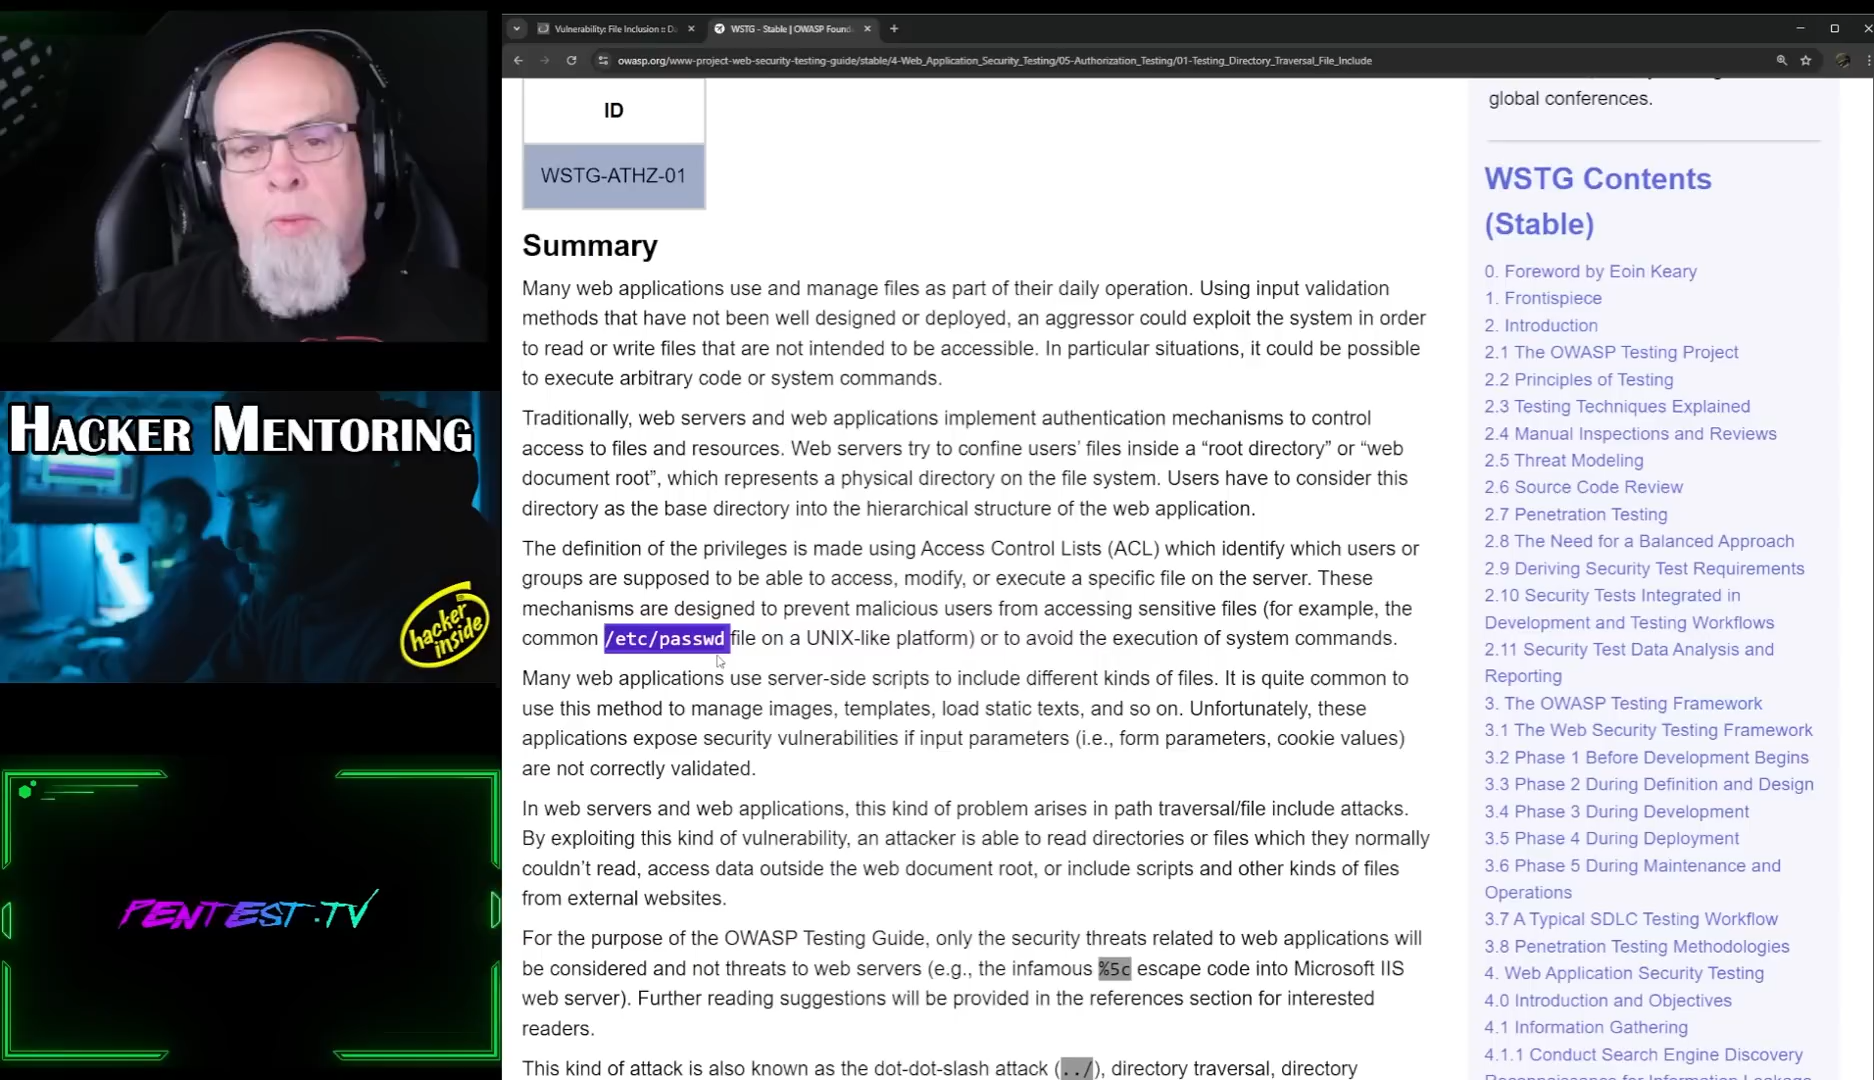 Vulnerability: File Inclusion :: D
WSTG - Stable | OWASP Found
owasp.org/www-project-web-security-testing-guide/stable/4-Web_Application_Security_Testing/05-Authorization_Testing/01-Testing_Directory_Traversal_File_Include
ID
WSTG-ATHZ-01
Summary
Many web applications use and manage files as part of their daily operation. Using input validation
methods that have not been well designed or deployed, an aggressor could exploit the system in order
to read or write files that are not intended to be accessible. In particular situations, it could be possible
to execute arbitrary code or system commands.
Traditionally, web servers and web applications implement authentication mechanisms to control
access to files and resources. Web servers try to confine users’ files inside a “root directory” or “web
document root”, which represents a physical directory on the file system. Users have to consider this
directory as the base directory into the hierarchical structure of the web application.
The definition of the privileges is made using Access Control Lists (ACL) which identify which users or
groups are supposed to be able to access, modify, or execute a specific file on the server. These
mechanisms are designed to prevent malicious users from accessing sensitive files (for example, the
common /etc/passwd file on a UNIX-like platform) or to avoid the execution of system commands.
Many web applications use server-side scripts to include different kinds of files. It is quite common to
use this method to manage images, templates, load static texts, and so on. Unfortunately, these
applications expose security vulnerabilities if input parameters (i.e., form parameters, cookie values)
are not correctly validated.
In web servers and web applications, this kind of problem arises in path traversal/file include attacks.
By exploiting this kind of vulnerability, an attacker is able to read directories or files which they normally
couldn’t read, access data outside the web document root, or include scripts and other kinds of files
from external websites.
For the purpose of the OWASP Testing Guide, only the security threats related to web applications will
be considered and not threats to web servers (e.g., the infamous %5c escape code into Microsoft IIS
web server). Further reading suggestions will be provided in the references section for interested
readers.
This kind of attack is also known as the dot-dot-slash attack (../), directory traversal, directory
global conferences.
WSTG Contents
(Stable)
0. Foreword by Eoin Keary
1. Frontispiece
2. Introduction
2.1 The OWASP Testing Project
2.2 Principles of Testing
2.3 Testing Techniques Explained
2.4 Manual Inspections and Reviews
2.5 Threat Modeling
2.6 Source Code Review
2.7 Penetration Testing
2.8 The Need for a Balanced Approach
2.9 Deriving Security Test Requirements
2.10 Security Tests Integrated in
Development and Testing Workflows
2.11 Security Test Data Analysis and
Reporting
3. The OWASP Testing Framework
3.1 The Web Security Testing Framework
3.2 Phase 1 Before Development Begins
3.3 Phase 2 During Definition and Design
3.4 Phase 3 During Development
3.5 Phase 4 During Deployment
3.6 Phase 5 During Maintenance and
Operations
3.7 A Typical SDLC Testing Workflow
3.8 Penetration Testing Methodologies
4. Web Application Security Testing
4.0 Introduction and Objectives
4.1 Information Gathering
4.1.1 Conduct Search Engine Discovery
HACKER MENTORING
hacker
inside
PENTEST.TV